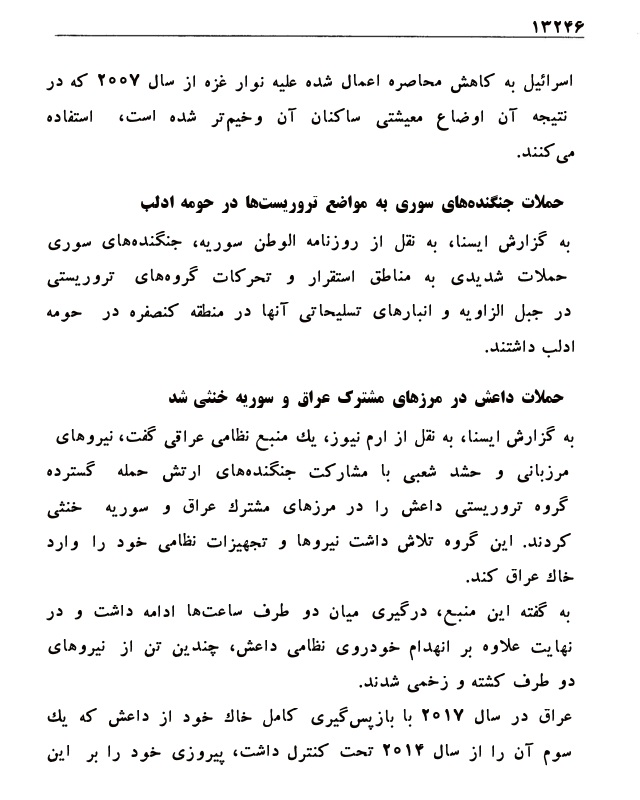 ۱۳۲۴۶
اسرائیل به کاهش محاصره اعمال شده علیه نوار غزه از سال ۲۰۰۷ که در
نتیجه آن اوضاع معیشتی ساکنان آن وخیم‌تر شده است، استفاده
می‌کنند.
حملات جنگنده‌های سوری به مواضع تروریست‌ها در حومه ادلب
به گزارش ایسنا، به نقل از روزنامه الوطن سوریه، جنگنده‌های سوری
حملات شدیدی به مناطق استقرار و تحرکات گروه‌های تروریستی
در جبل الزاویه و انبارهای تسلیحاتی آنها در منطقه کنصفره در حومه
ادلب داشتند.
حملات داعش در مرزهای مشترک عراق و سوریه خنثی شد
به گزارش ایسنا، به نقل از ارم نیوز، یك منبع نظامی عراقی گفت، نیروهای
مرزبانی و حشد شعبی با مشارکت جنگنده‌های ارتش حمله گسترده
گروه تروریستی داعش را در مرزهای مشترك عراق و سوریه خنثی
کردند. این گروه تلاش داشت نیروها و تجهیزات نظامی خود را وارد
خاك عراق کند.
به گفته این منبع، درگیری میان دو طرف ساعت‌ها ادامه داشت و در
نهایت علاوه بر انهدام خودروی نظامی داعش، چندین تن از نیروهای
دو طرف کشته و زخمی شدند.
عراق در سال ۲۰۱۷ با بازپس‌گیری کامل خاك خود از داعش که یك
سوم آن را از سال ۲۰۱۴ تحت کنترل داشت، پیروزی خود را بر این